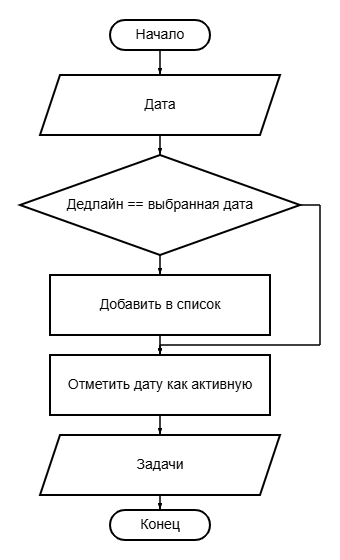 Начало
Дата
Дедлайн == выбранная дата
Добавить в список
Отметить дату как активную
Задачи
Конец